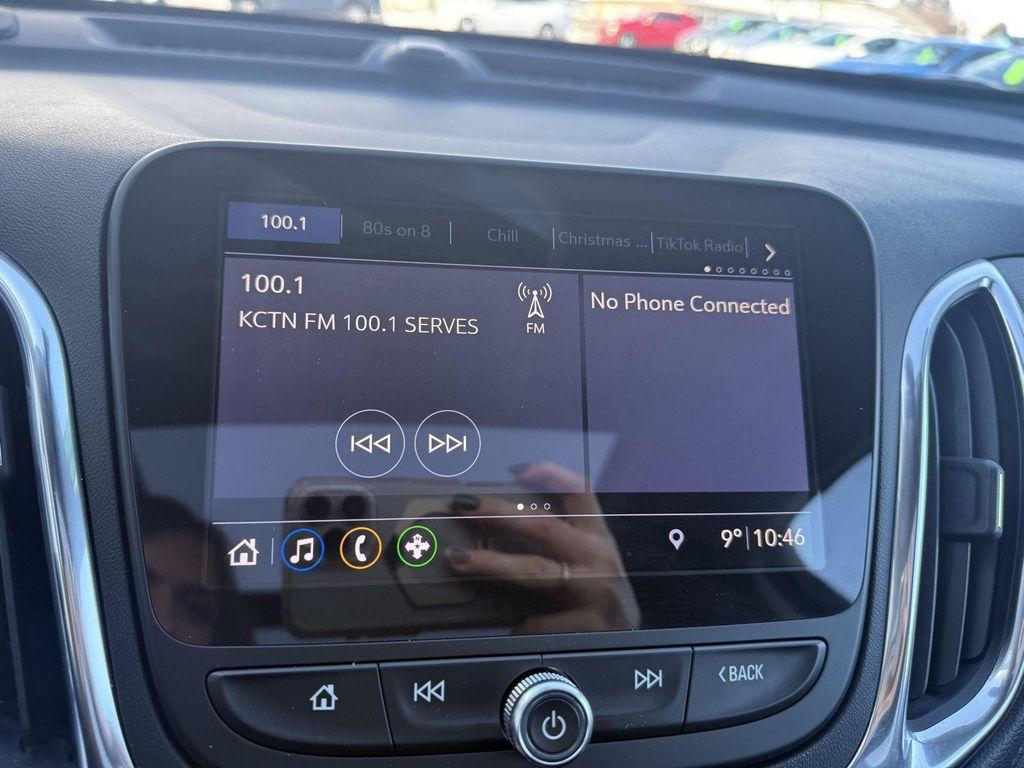 100.1 80s on 8 Chill Christmas ... TikTok Radio
100.1
KCTN FM 100.1 SERVES
FM
No Phone Connected
9° 10:46
BACK